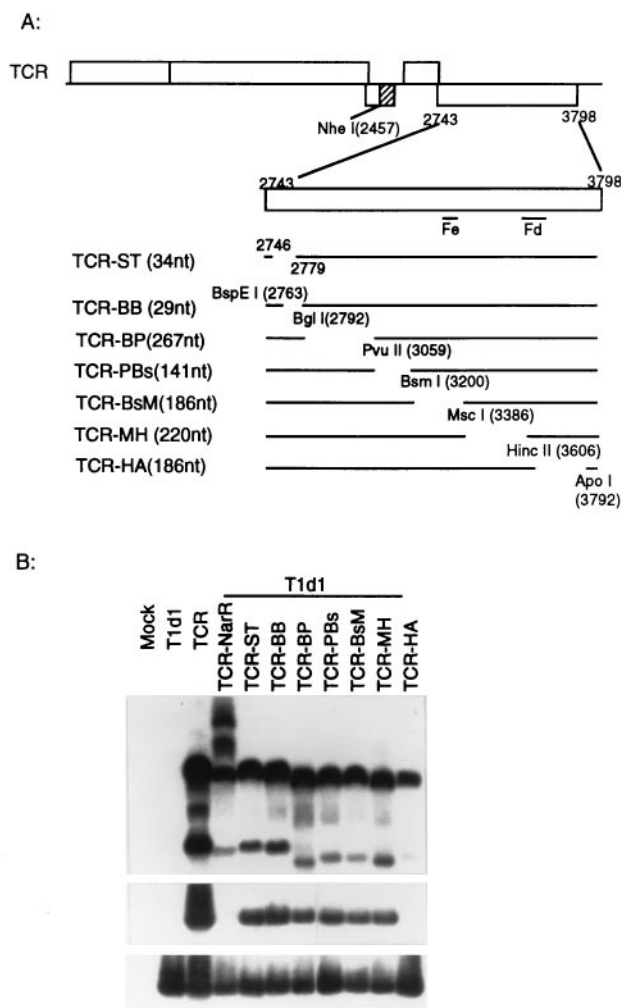 A:
TCR
Nhe I(2457)
2743
3798
2743
3798
Fe
Fd
2746
TCR-ST (34nt)
2779
BspE I (2763)
TCR-BB (29nt)
Bgl I(2792)
TCR-BP(267nt)
Pvu II (3059)
TCR-PBs(141nt)
Bsm I (3200)
TCR-BsM(186nt)
Msc I (3386)
TCR-MH (220nt)
Hinc II (3606)
TCR-HA(186nt)
Apo I
(3792)
B:
T1d1
Mock
T1d1
TCR
TCR-NarR
TCR-ST
TCR-BB
TCR-BP
TCR-PBs
TCR-BsM
TCR-MH
TCR-HA